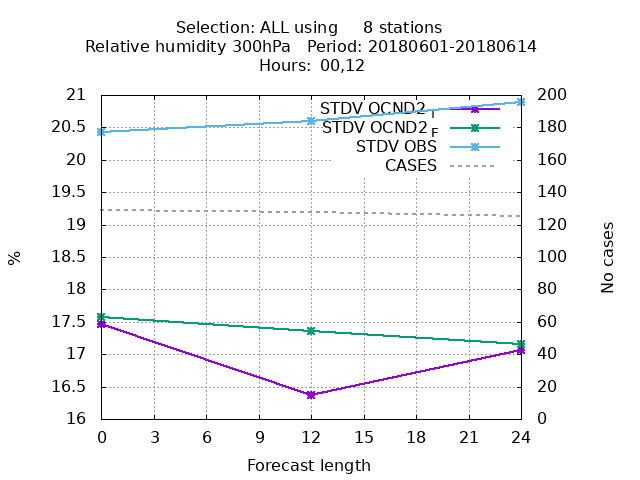 Selection: ALL using 8 stations
Relative humidity 300hPa Period: 20180601-20180614
Hours: 00,12
21 200
STDV OCND2_T
20.5 STDV OCND2_F 180
STDV OBS
20 CASES 160
19.5 140
19 120
% No cases
18.5 100
18 80
17.5 60
17 40
16.5 20
16 0
0 3 6 9 12 15 18 21 24
Forecast length